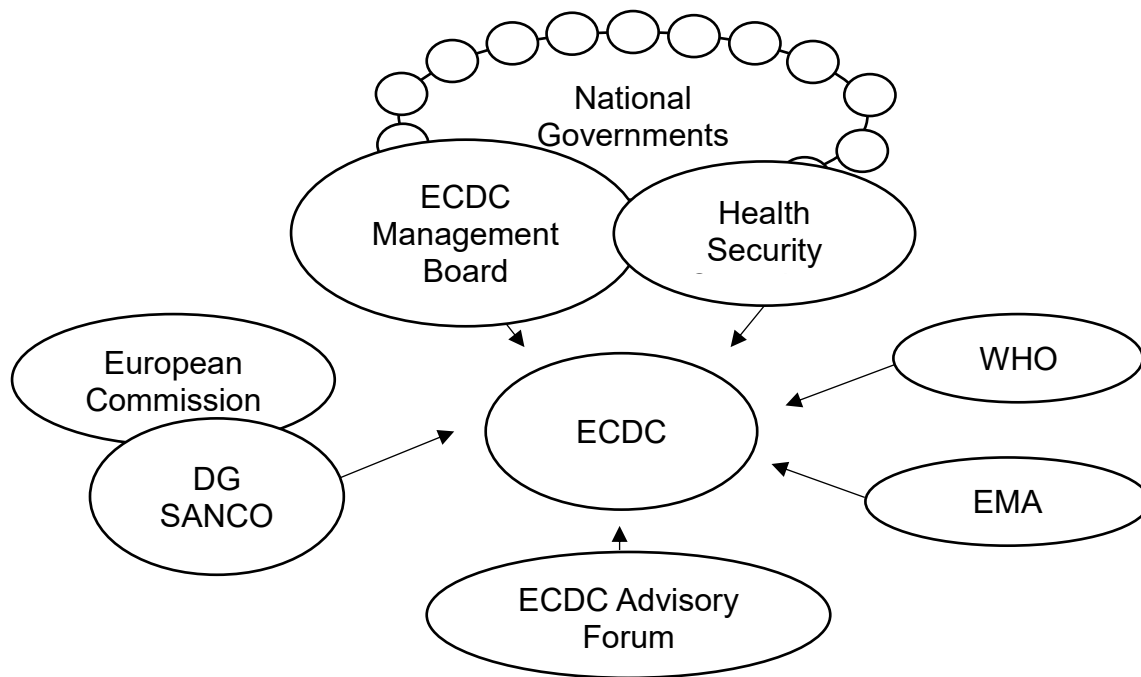 National
Governments
ECDC
Management
Board
Health
Security
European
Commission
DG
SANCO
ECDC
WHO
EMA
ECDC Advisory
Forum